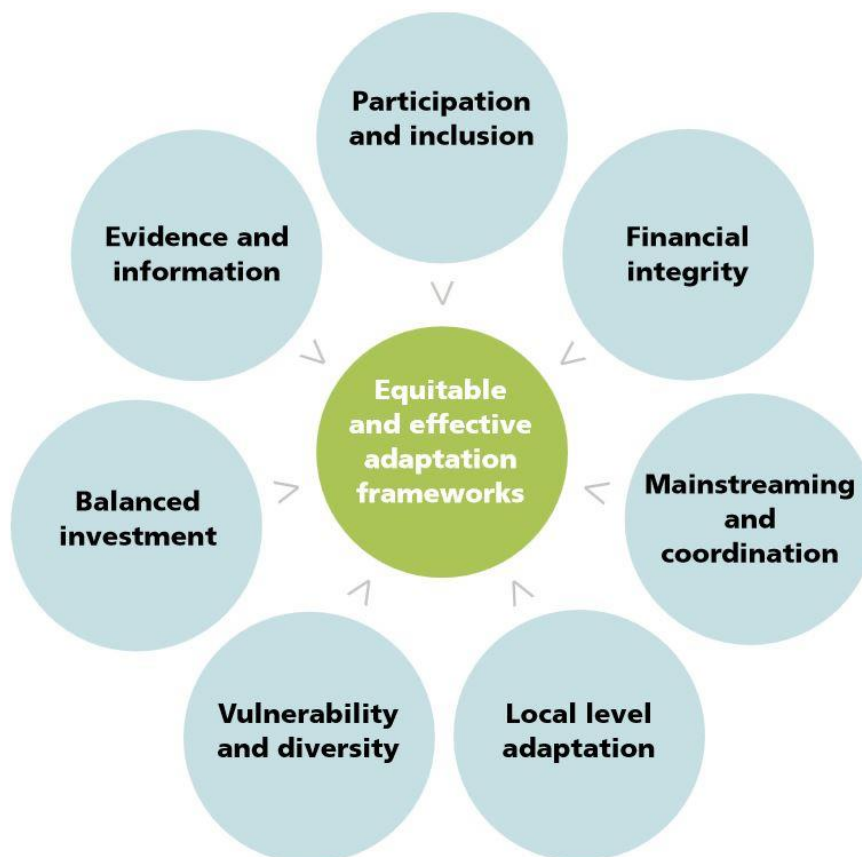 Participation
and inclusion
Evidence and
information
Financial
integrity
Equitable
and effective
adaptation
frameworks
Balanced
investment
Mainstreaming
and
coordination
Vulnerability
and diversity
Local level
adaptation